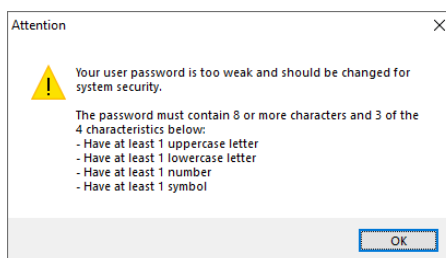 Attention
Your user password is too weak and should be changed for
system security.
The password must contain 8 or more characters and 3 of the
4 characteristics below:
- Have at least 1 uppercase letter
- Have at least 1 lowercase letter
- Have at least 1 number
- Have at least 1 symbol
OK